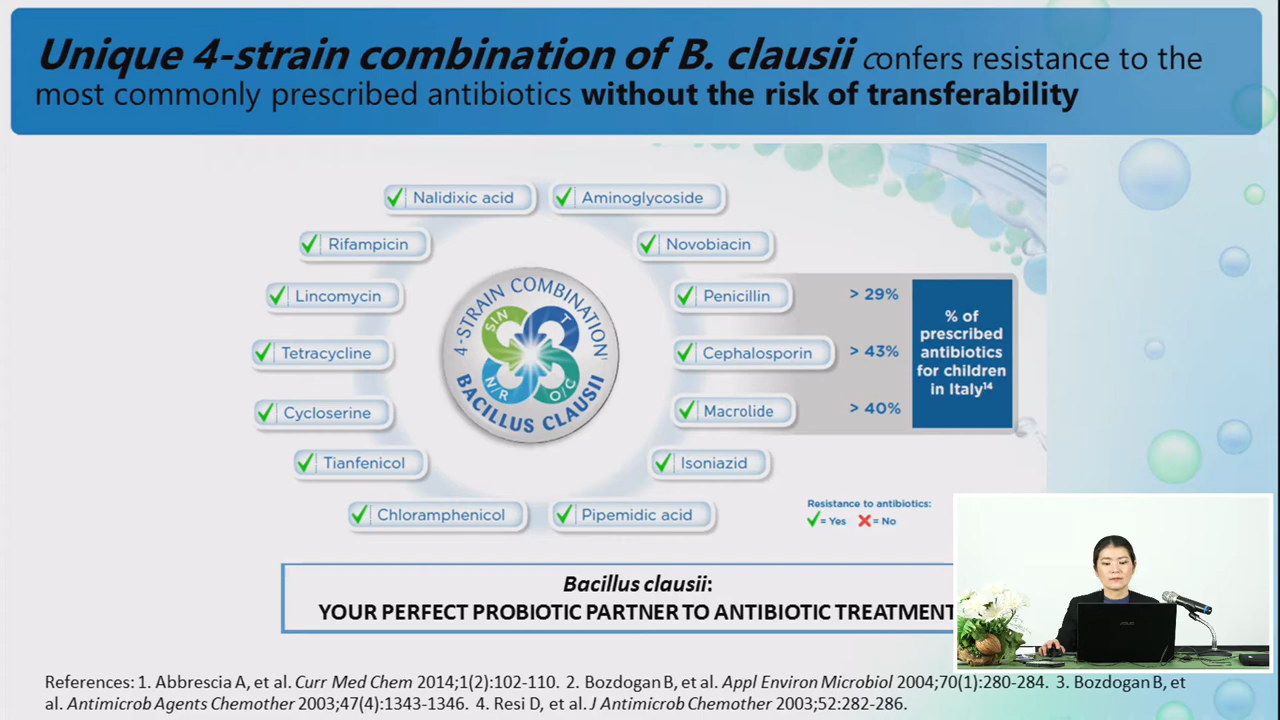 Unique 4-strain combination of B. clausii confers resistance to the
most commonly prescribed antibiotics without the risk of transferability
Nalidixic acid
Aminoglycoside
Rifampicin
Novobiacin
Lincomycin
Penicillin
> 29%
Tetracycline
Cephalosporin
> 43%
Cycloserine
Macrolide
> 40%
% of
prescribed
antibiotics
for children
in Italy14
Tianfenicol
Isoniazid
Chloramphenicol
Pipemidic acid
4-STRAIN COMBINATION
SIN
T
N/R
O/C
BACILLUS CLAUSII
Resistance to antibiotics:
= Yes = No
Bacillus clausii:
YOUR PERFECT PROBIOTIC PARTNER TO ANTIBIOTIC TREATMENT
References: 1. Abbrescia A, et al. Curr Med Chem 2014;1(2):102-110. 2. Bozdogan B, et al. Appl Environ Microbiol 2004;70(1):280-284. 3. Bozdogan B, et
al. Antimicrob Agents Chemother 2003;47(4):1343-1346. 4. Resi D, et al. J Antimicrob Chemother 2003;52:282-286.